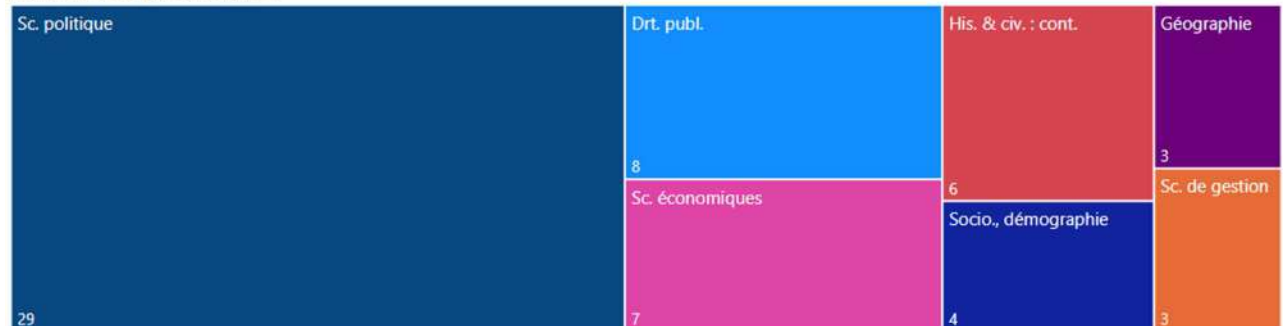 Sc. politique
29
Drt. publ.
8
Sc. économiques
7
His. & civ. : cont.
6
Socio., démographie
4
Géographie
3
Sc. de gestion
3